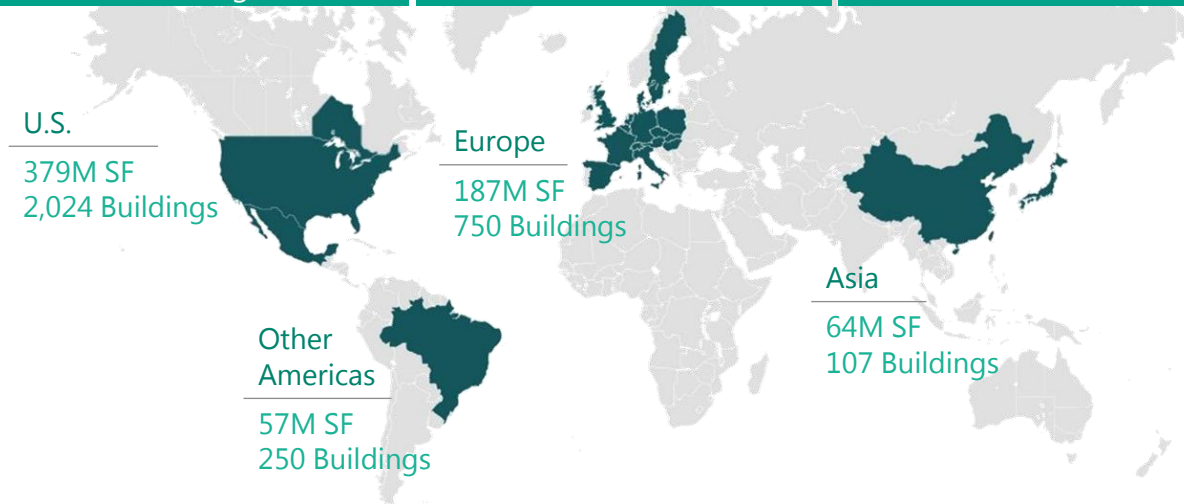 U.S.
379M SF
2,024 Buildings
Europe
187M SF
750 Buildings
Asia
64M SF
107 Buildings
Other
Americas
57M SF
250 Buildings